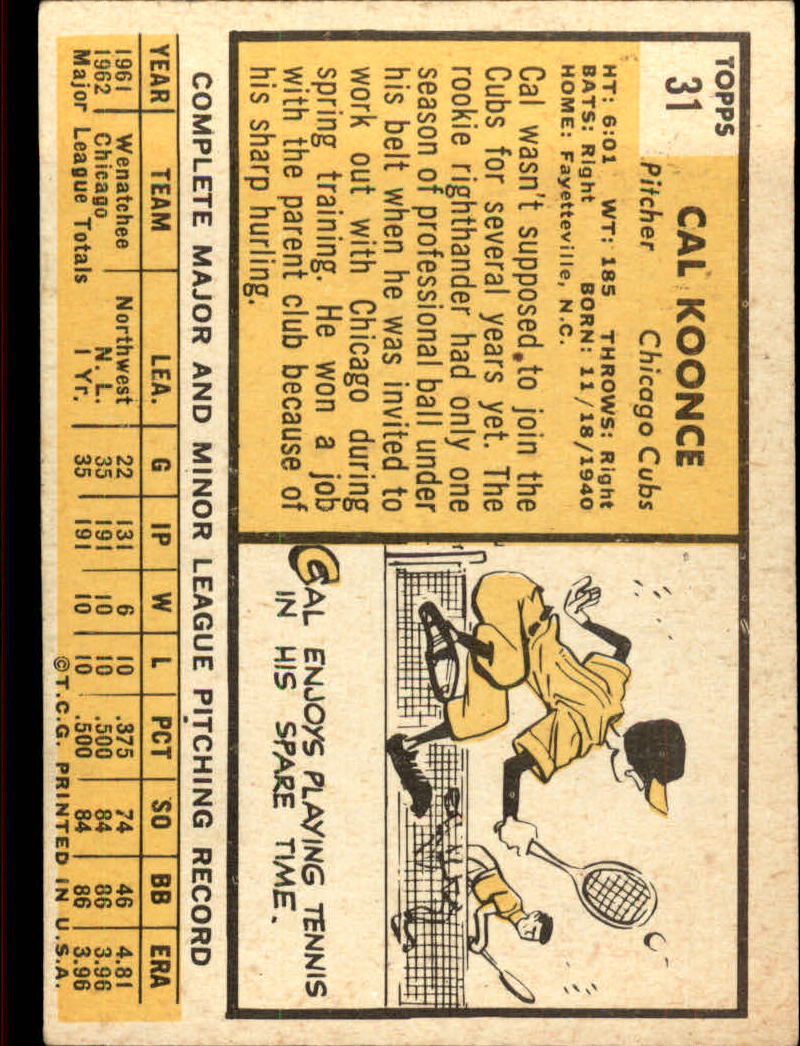 TOPPS
31
CAL KOONCE
Pitcher Chicago Cubs
HT: 6:01 WT: 185 THROWS: Right
BATS: Right BORN: 11/18/1940
HOME: Fayetteville, N.C.
Cal wasn't supposed to join the
Cubs for several years yet. The
rookie righthander had only one
season of professional ball under
his belt when he was invited to
work out with Chicago during
spring training. He won a job
with the parent club because of
his sharp hurling.
CAL ENJOYS PLAYING TENNIS
IN HIS SPARE TIME.
COMPLETE MAJOR AND MINOR LEAGUE PITCHING RECORD
YEAR TEAM LEA. G IP W L PCT SO BB ERA
1961 Wenatchee Northwest 22 131 6 10 .375 74 46 4.81
1962 Chicago N. L. 35 191 10 10 .500 84 86 3.96
Major League Totals 1 Yr. 35 191 10 10 .500 84 86 3.96
©T.C.G. PRINTED IN U.S.A.